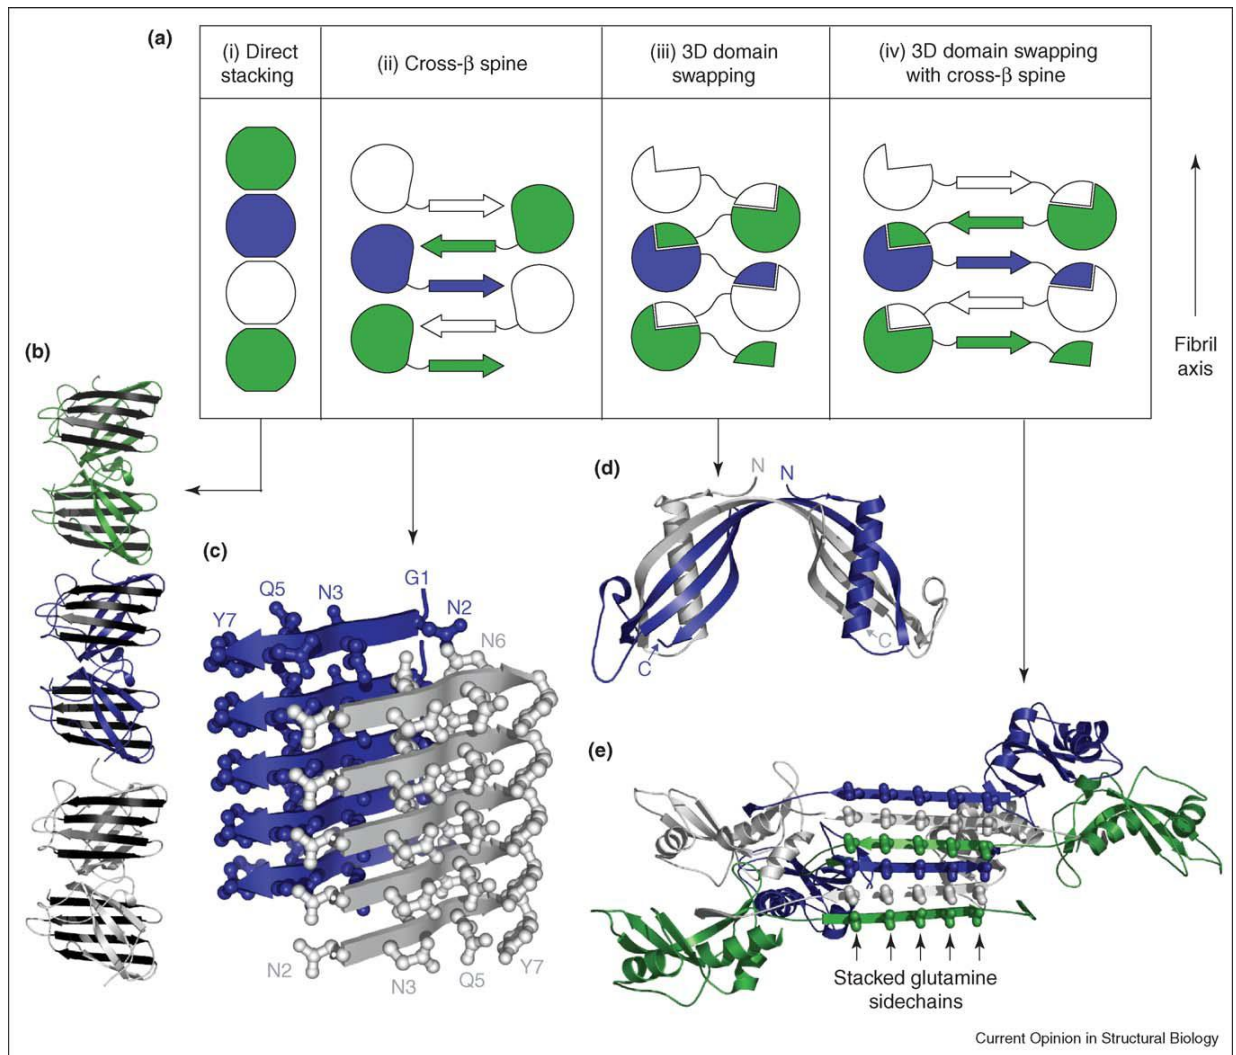 (a)
(i) Direct
stacking
(ii) Cross-β spine
(iii) 3D domain
swapping
(iv) 3D domain swapping
with cross-β spine
Fibril
axis
(b)
(c)
G1
Q5
N3
N2
Y7
N6
N2
N3
Q5
Y7
(d)
N
N
C
C
(e)
Stacked glutamine
sidechains
Current Opinion in Structural Biology